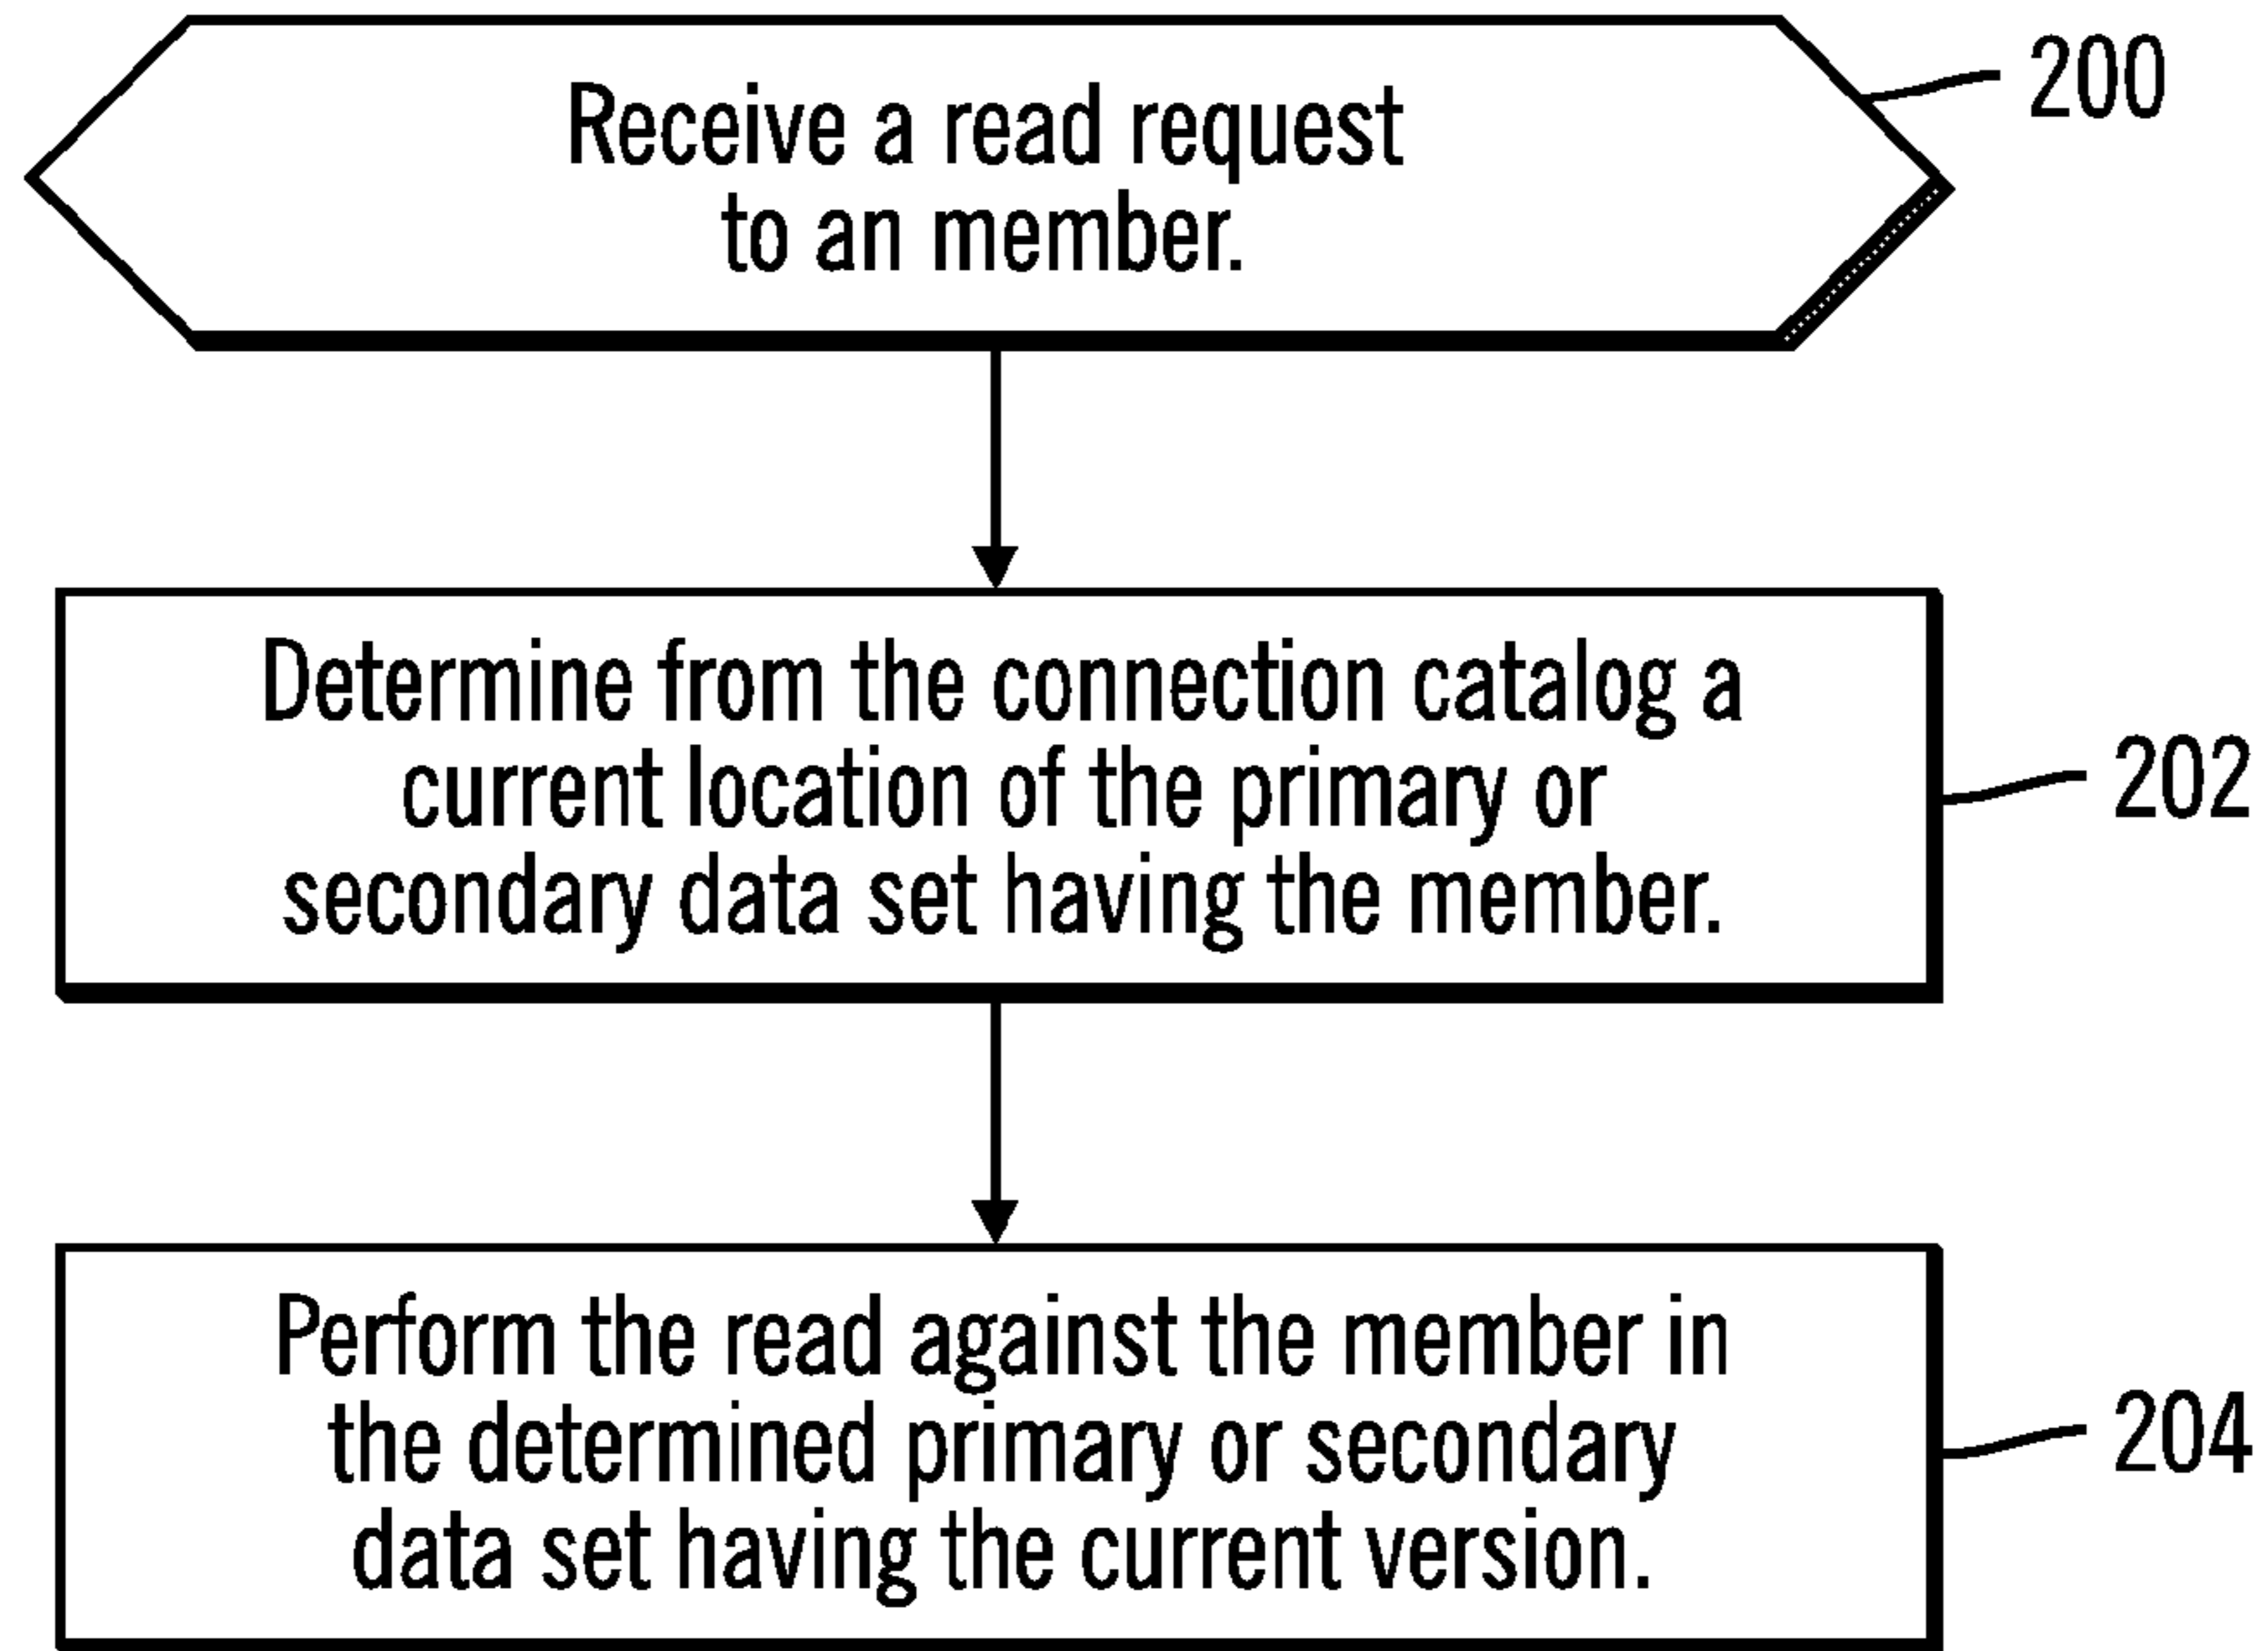 Receive a read request
to an member.
200
Determine from the connection catalog a
current location of the primary or
secondary data set having the member.
202
Perform the read against the member in
the determined primary or secondary
data set having the current version.
204